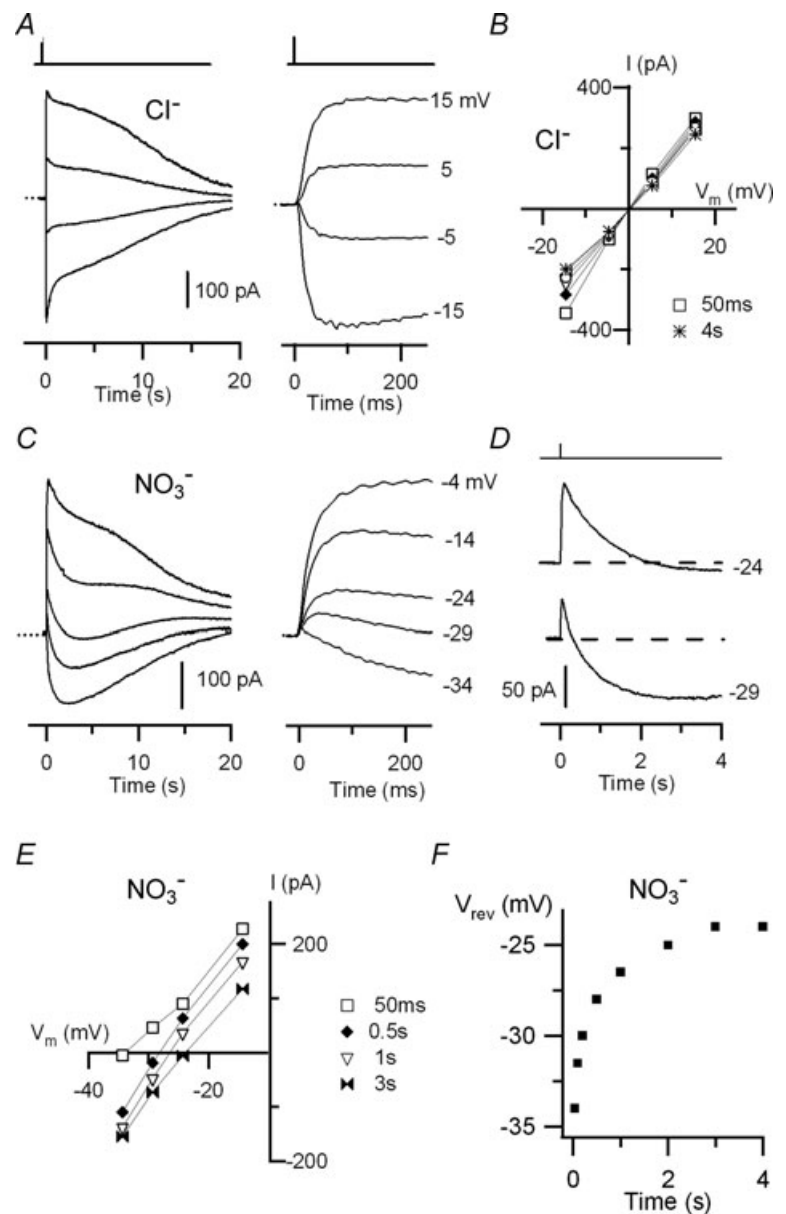 A
Cl-
100 pA
0 10 20
Time (s)
15 mV
5
-5
-15
0 200
Time (ms)
B
I (pA)
400
Cl-
Vm (mV)
-20 20
50ms
4s
-400
C
NO3-
100 pA
0 10 20
Time (s)
-4 mV
-14
-24
-29
-34
0 200
Time (ms)
D
-24
50 pA
-29
0 2 4
Time (s)
E
NO3-
I (pA)
200
Vm (mV)
-40 -20
50ms
0.5s
1s
3s
-200
F
NO3-
Vrev (mV)
-25
-30
-35
0 2 4
Time (s)